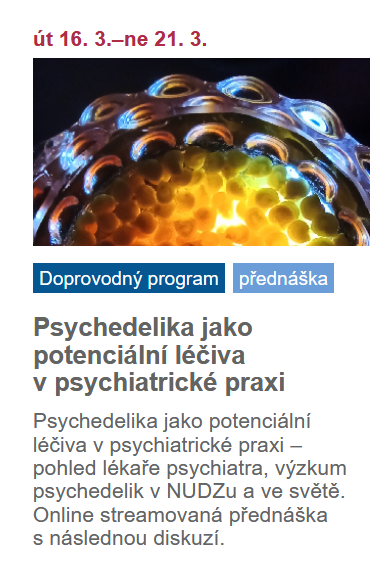 út 16. 3.–ne 21. 3.
Doprovodný program přednáška
Psychedelika jako
potenciální léčiva
v psychiatrické praxi
Psychedelika jako potenciální
léčiva v psychiatrické praxi –
pohled lékaře psychiatra, výzkum
psychedelik v NUDZu a ve světě.
Online streamovaná přednáška
s následnou diskuzí.